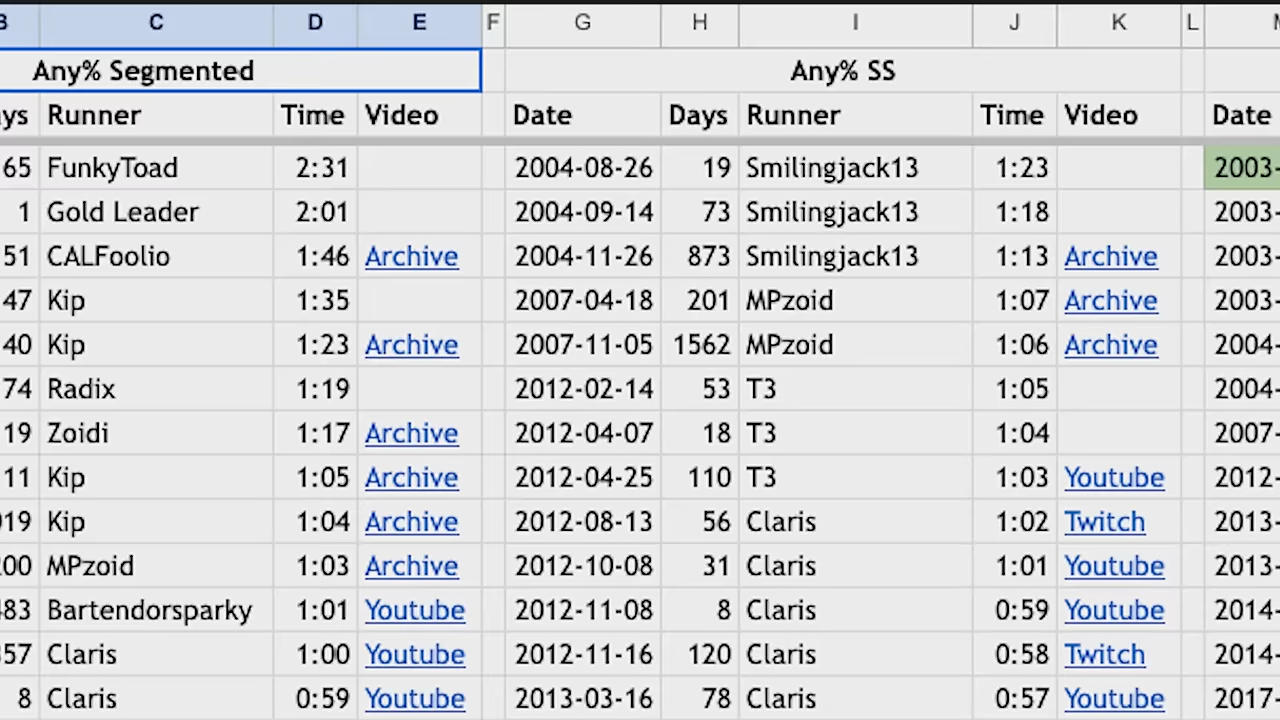 C D E F G H I J K L
Any% Segmented Any% SS
Runner Time Video Date Days Runner Time Video Date
65 FunkyToad 2:31 2004-08-26 19 Smilingjack13 1:23 2003-
1 Gold Leader 2:01 2004-09-14 73 Smilingjack13 1:18 2003-
51 CALFoolio 1:46 Archive 2004-11-26 873 Smilingjack13 1:13 Archive 2003-
47 Kip 1:35 2007-04-18 201 MPzoid 1:07 Archive 2003-
40 Kip 1:23 Archive 2007-11-05 1562 MPzoid 1:06 Archive 2004-
74 Radix 1:19 2012-02-14 53 T3 1:05 2004-
19 Zoidi 1:17 Archive 2012-04-07 18 T3 1:04 2007-
11 Kip 1:05 Archive 2012-04-25 110 T3 1:03 Youtube 2012-
019 Kip 1:04 Archive 2012-08-13 56 Claris 1:02 Twitch 2013-
00 MPzoid 1:03 Archive 2012-10-08 31 Claris 1:01 Youtube 2013-
483 Bartendorsparky 1:01 Youtube 2012-11-08 8 Claris 0:59 Youtube 2014-
357 Claris 1:00 Youtube 2012-11-16 120 Claris 0:58 Twitch 2014-
8 Claris 0:59 Youtube 2013-03-16 78 Claris 0:57 Youtube 2017-